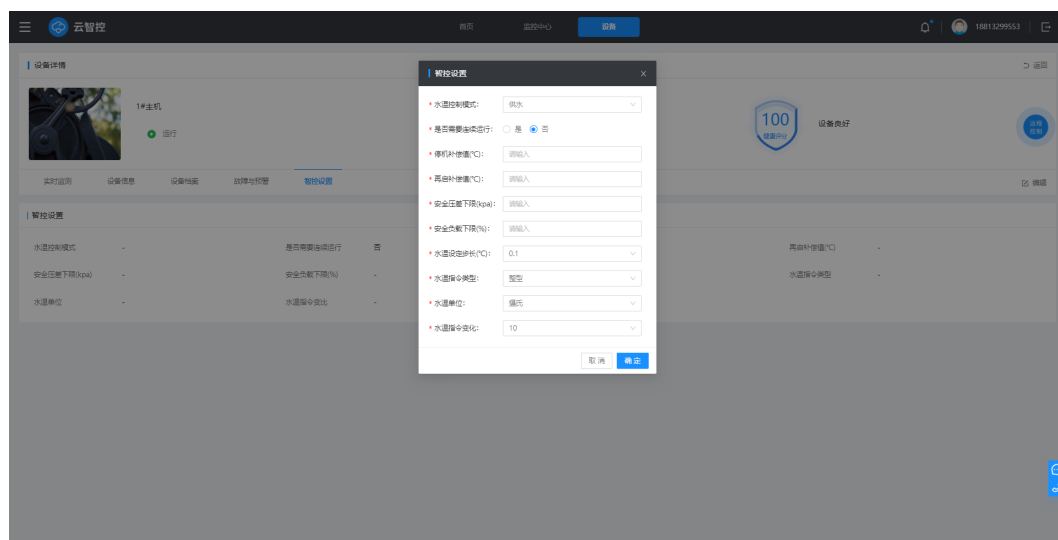 云智控
首页 监控中心 设备
18813299553
设备详情
返回
1#主机
运行
100
健康评分
设备良好
远程控制
实时监测 设备信息 设备档案 故障与预警 智控设置
编辑
智控设置
水温控制模式 -
是否需要连续运行 否
再启补偿值(℃) -
安全压差下限(kpa) -
安全负载下限(%) -
水温指令类型 -
水温单位 -
水温指令变比 -
智控设置 X
* 水温控制模式: 供水
* 是否需要连续运行: 是 否
* 停机补偿值(℃): 请输入
* 再启补偿值(℃): 请输入
* 安全压差下限(kpa): 请输入
* 安全负载下限(%): 请输入
* 水温设定步长(℃): 0.1
* 水温指令类型: 整型
* 水温单位: 摄氏
* 水温指令变化: 10
取消 确定